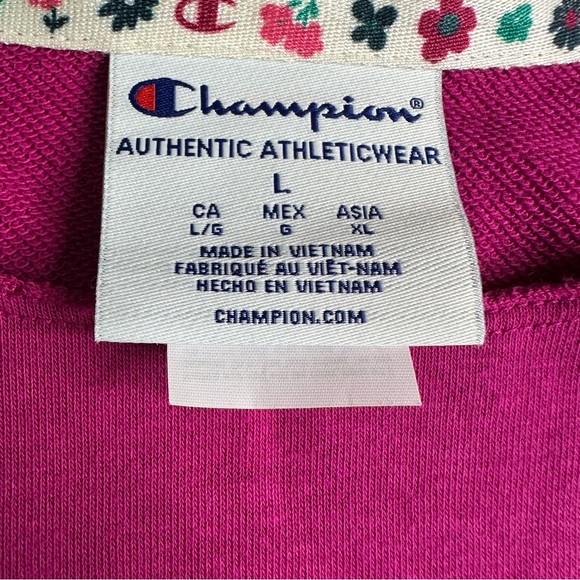 Champion®
AUTHENTIC ATHLETICWEAR
L
CA MEX ASIA
L/G G XL
MADE IN VIETNAM
FABRIQUÉ AU VIÊT-NAM
HECHO EN VIETNAM
CHAMPION.COM